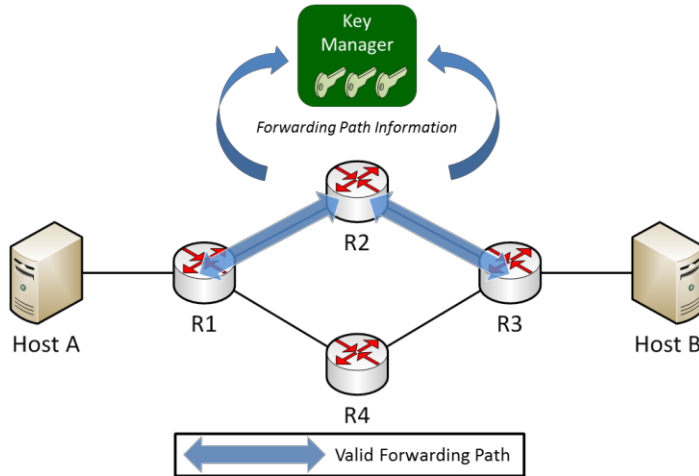 Key
Manager
Forwarding Path Information
R2
Host A
R1
R3
Host B
R4
Valid Forwarding Path